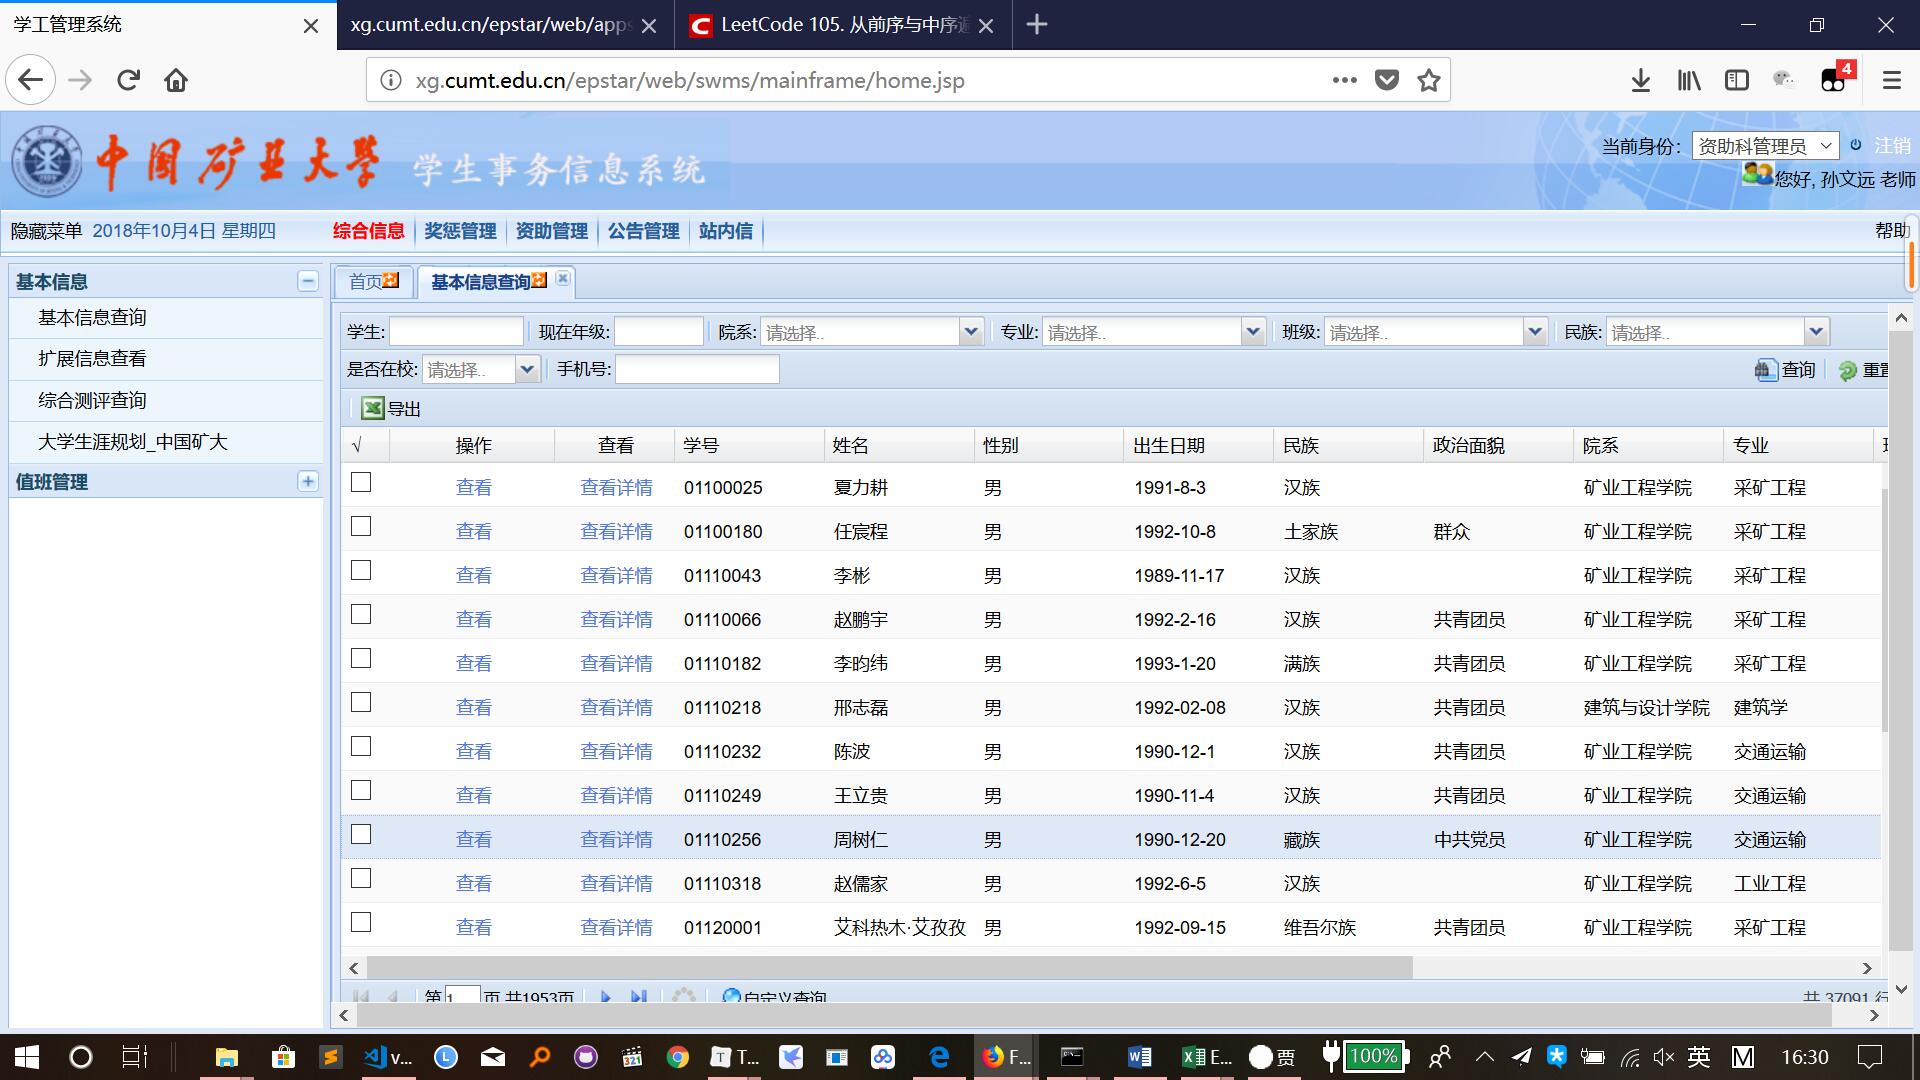 学工管理系统
xg.cumt.edu.cn/epstar/web/apps
LeetCode 105. 从前序与中序遍
xg.cumt.edu.cn/epstar/web/swms/mainframe/home.jsp
4
中国矿业大学 学生事务信息系统
当前身份: 资助科管理员 注销
您好, 孙文远 老师
隐藏菜单 2018年10月4日 星期四 综合信息 奖惩管理 资助管理 公告管理 站内信 帮助
基本信息
基本信息查询
扩展信息查看
综合测评查询
大学生涯规划_中国矿大
值班管理
首页 基本信息查询
学生: 现在年级: 院系: 请选择.. 专业: 请选择.. 班级: 请选择.. 民族: 请选择..
是否在校: 请选择.. 手机号: 查询 重置
导出
√ 操作 查看 学号 姓名 性别 出生日期 民族 政治面貌 院系 专业
查看 查看详情 01100025 夏力耕 男 1991-8-3 汉族 矿业工程学院 采矿工程
查看 查看详情 01100180 任宸程 男 1992-10-8 土家族 群众 矿业工程学院 采矿工程
查看 查看详情 01110043 李彬 男 1989-11-17 汉族 矿业工程学院 采矿工程
查看 查看详情 01110066 赵鹏宇 男 1992-2-16 汉族 共青团员 矿业工程学院 采矿工程
查看 查看详情 01110182 李昀纬 男 1993-1-20 满族 共青团员 矿业工程学院 采矿工程
查看 查看详情 01110218 邢志磊 男 1992-02-08 汉族 共青团员 建筑与设计学院 建筑学
查看 查看详情 01110232 陈波 男 1990-12-1 汉族 共青团员 矿业工程学院 交通运输
查看 查看详情 01110249 王立贵 男 1990-11-4 汉族 共青团员 矿业工程学院 交通运输
查看 查看详情 01110256 周树仁 男 1990-12-20 藏族 中共党员 矿业工程学院 交通运输
查看 查看详情 01110318 赵儒家 男 1992-6-5 汉族 矿业工程学院 工业工程
查看 查看详情 01120001 艾科热木·艾孜孜 男 1992-09-15 维吾尔族 共青团员 矿业工程学院 采矿工程
第 1 页 共1953页 自定义查询 共 37091 行
v... T... F... E... 贾 100% 英 M 16:30